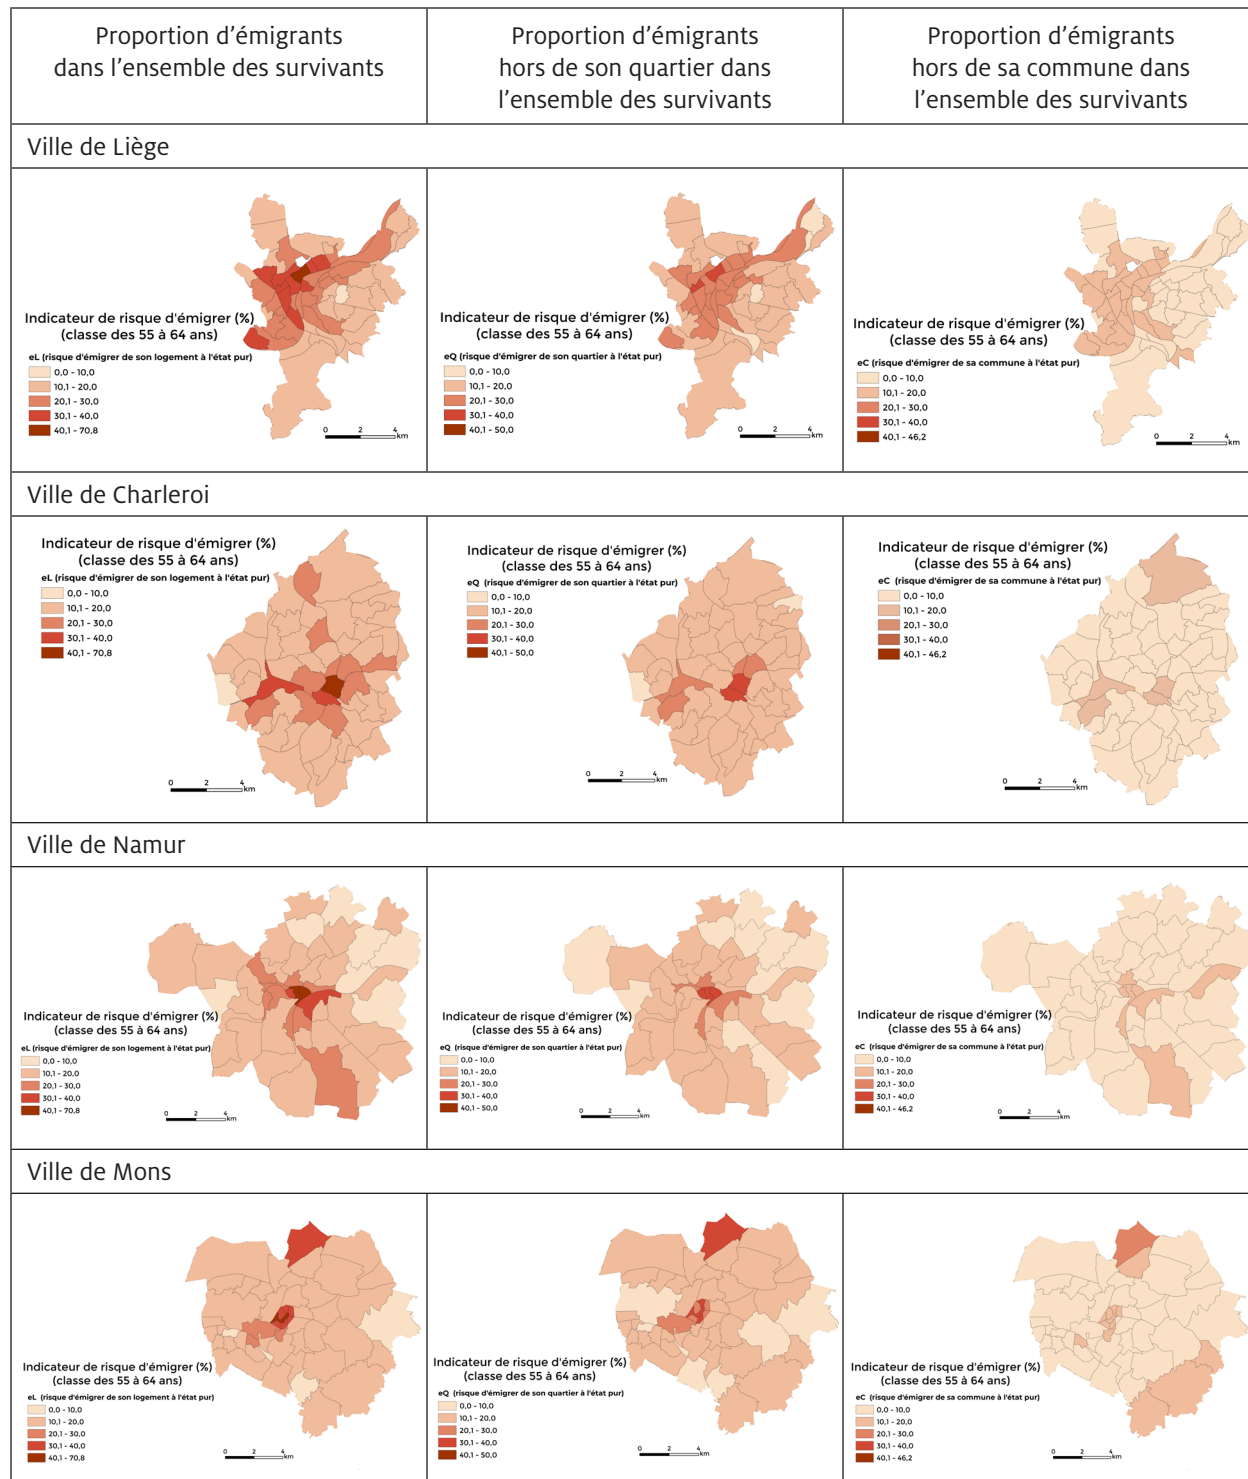 Proportion d'émigrants
dans l'ensemble des survivants
Proportion d'émigrants
hors de son quartier dans
l'ensemble des survivants
Proportion d'émigrants
hors de sa commune dans
l'ensemble des survivants
Ville de Liège
Indicateur de risque d'émigrer (%)
(classe des 55 à 64 ans)
eL (risque d'émigrer de son logement à l'état pur)
0,0 - 10,0
10,1 - 20,0
20,1 - 30,0
30,1 - 40,0
40,1 - 70,8
0 2 4
km
Indicateur de risque d'émigrer (%)
(classe des 55 à 64 ans)
eQ (risque d'émigrer de son quartier à l'état pur)
0,0 - 10,0
10,1 - 20,0
20,1 - 30,0
30,1 - 40,0
40,1 - 50,0
0 2 4
km
Indicateur de risque d'émigrer (%)
(classe des 55 à 64 ans)
eC (risque d'émigrer de sa commune à l'état pur)
0,0 - 10,0
10,1 - 20,0
20,1 - 30,0
30,1 - 40,0
40,1 - 46,2
0 2 4
km
Ville de Charleroi
Indicateur de risque d'émigrer (%)
(classe des 55 à 64 ans)
eL (risque d'émigrer de son logement à l'état pur)
0,0 - 10,0
10,1 - 20,0
20,1 - 30,0
30,1 - 40,0
40,1 - 70,8
0 2 4
km
Indicateur de risque d'émigrer (%)
(classe des 55 à 64 ans)
eQ (risque d'émigrer de son quartier à l'état pur)
0,0 - 10,0
10,1 - 20,0
20,1 - 30,0
30,1 - 40,0
40,1 - 50,0
0 2 4
km
Indicateur de risque d'émigrer (%)
(classe des 55 à 64 ans)
eC (risque d'émigrer de sa commune à l'état pur)
0,0 - 10,0
10,1 - 20,0
20,1 - 30,0
30,1 - 40,0
40,1 - 46,2
0 2 4
km
Ville de Namur
Indicateur de risque d'émigrer (%)
(classe des 55 à 64 ans)
eL (risque d'émigrer de son logement à l'état pur)
0,0 - 10,0
10,1 - 20,0
20,1 - 30,0
30,1 - 40,0
40,1 - 70,8
0 2 4
km
Indicateur de risque d'émigrer (%)
(classe des 55 à 64 ans)
eQ (risque d'émigrer de son quartier à l'état pur)
0,0 - 10,0
10,1 - 20,0
20,1 - 30,0
30,1 - 40,0
40,1 - 50,0
0 2 4
km
Indicateur de risque d'émigrer (%)
(classe des 55 à 64 ans)
eC (risque d'émigrer de sa commune à l'état pur)
0,0 - 10,0
10,1 - 20,0
20,1 - 30,0
30,1 - 40,0
40,1 - 46,2
0 2 4
km
Ville de Mons
Indicateur de risque d'émigrer (%)
(classe des 55 à 64 ans)
eL (risque d'émigrer de son logement à l'état pur)
0,0 - 10,0
10,1 - 20,0
20,1 - 30,0
30,1 - 40,0
40,1 - 70,8
0 2 4
km
Indicateur de risque d'émigrer (%)
(classe des 55 à 64 ans)
eQ (risque d'émigrer de son quartier à l'état pur)
0,0 - 10,0
10,1 - 20,0
20,1 - 30,0
30,1 - 40,0
40,1 - 50,0
0 2 4
km
Indicateur de risque d'émigrer (%)
(classe des 55 à 64 ans)
eC (risque d'émigrer de sa commune à l'état pur)
0,0 - 10,0
10,1 - 20,0
20,1 - 30,0
30,1 - 40,0
40,1 - 46,2
0 2 4
km